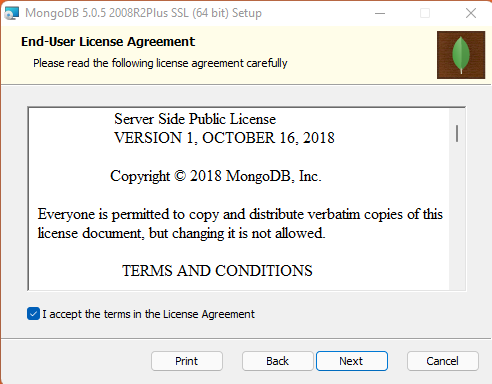 MongoDB 5.0.5 2008R2Plus SSL (64 bit) Setup
End-User License Agreement
Please read the following license agreement carefully
Server Side Public License
VERSION 1, OCTOBER 16, 2018
Copyright © 2018 MongoDB, Inc.
Everyone is permitted to copy and distribute verbatim copies of this
license document, but changing it is not allowed.
TERMS AND CONDITIONS
I accept the terms in the License Agreement
Print Back Next Cancel